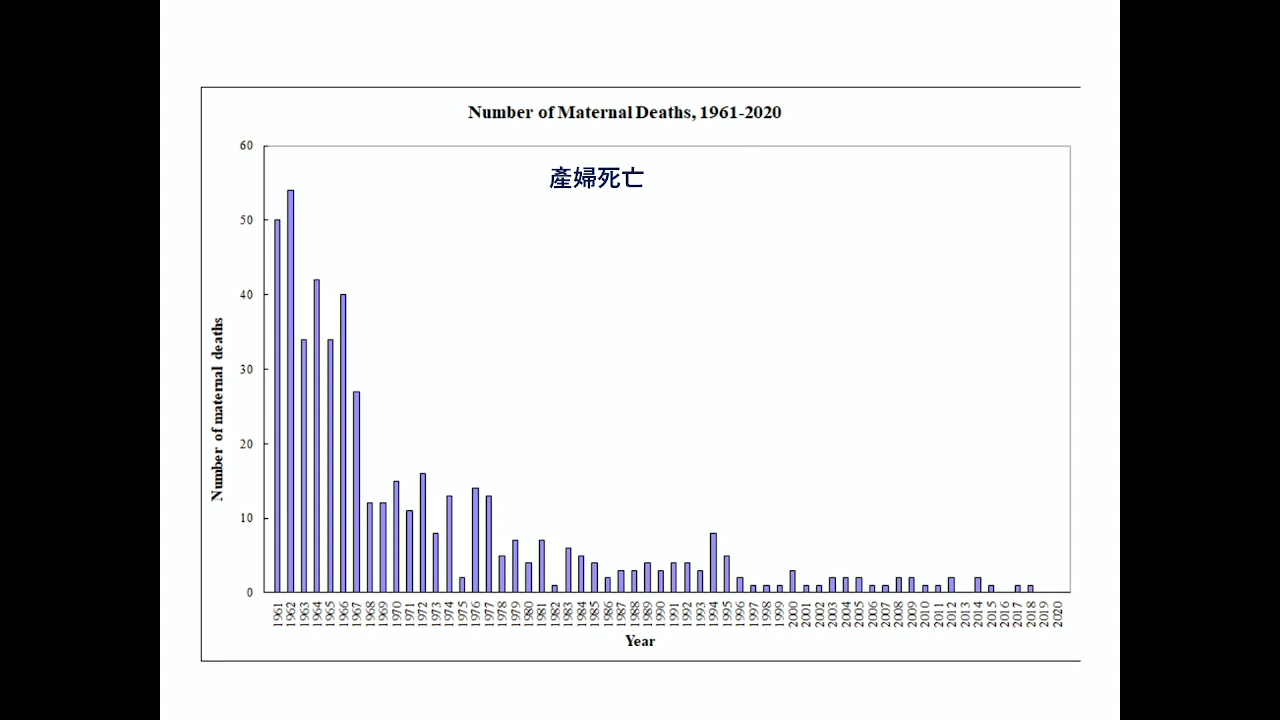 Number of Maternal Deaths, 1961-2020
產婦死亡
Number of maternal deaths
60
50
40
30
20
10
0
1961 1962 1963 1964 1965 1966 1967 1968 1969 1970 1971 1972 1973 1974 1975 1976 1977 1978 1979 1980 1981 1982 1983 1984 1985 1986 1987 1988 1989 1990 1991 1992 1993 1994 1995 1996 1997 1998 1999 2000 2001 2002 2003 2004 2005 2006 2007 2008 2009 2010 2011 2012 2013 2014 2015 2016 2017 2018 2019 2020
Year